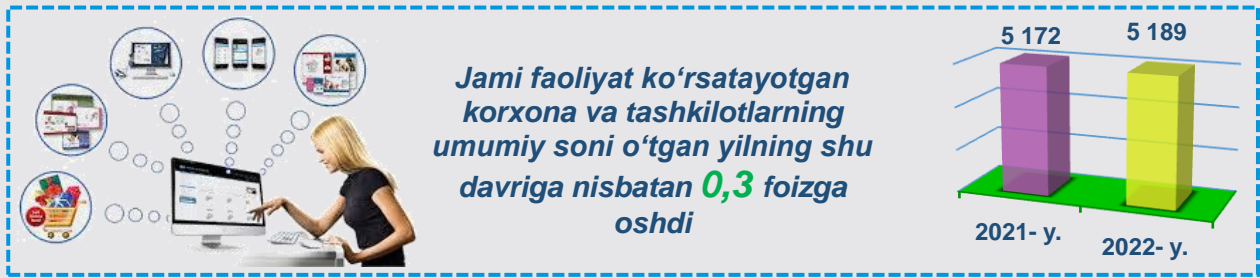 Jami faoliyat ko‘rsatayotgan
korxona va tashkilotlarning
umumiy soni o‘tgan yilning shu
davriga nisbatan 0,3 foizga
oshdi
5 172
5 189
2021- y.
2022- y.